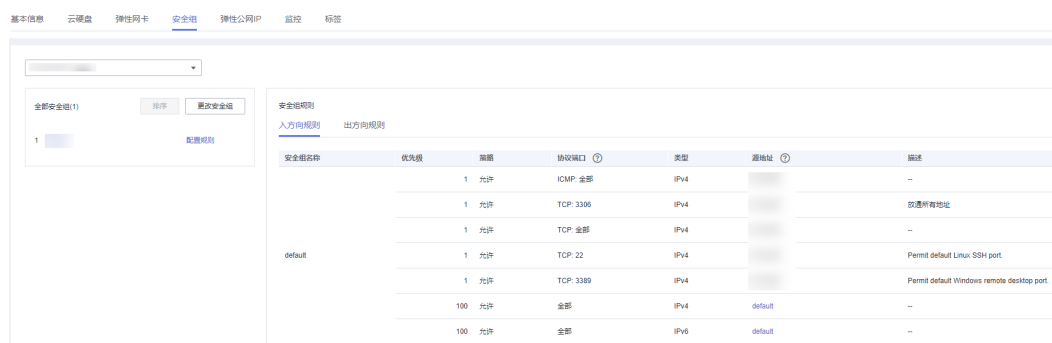 基本信息 云硬盘 弹性网卡 安全组 弹性公网IP 监控 标签
全部安全组(1) 排序 更改安全组
1 配置规则
安全组规则
入方向规则 出方向规则
安全组名称 优先级 策略 协议端口 ? 类型 源地址 ? 描述
1 允许 ICMP: 全部 IPv4 --
1 允许 TCP: 3306 IPv4 放通所有地址
1 允许 TCP: 全部 IPv4 --
default 1 允许 TCP: 22 IPv4 Permit default Linux SSH port.
1 允许 TCP: 3389 IPv4 Permit default Windows remote desktop port.
100 允许 全部 IPv4 default --
100 允许 全部 IPv6 default --